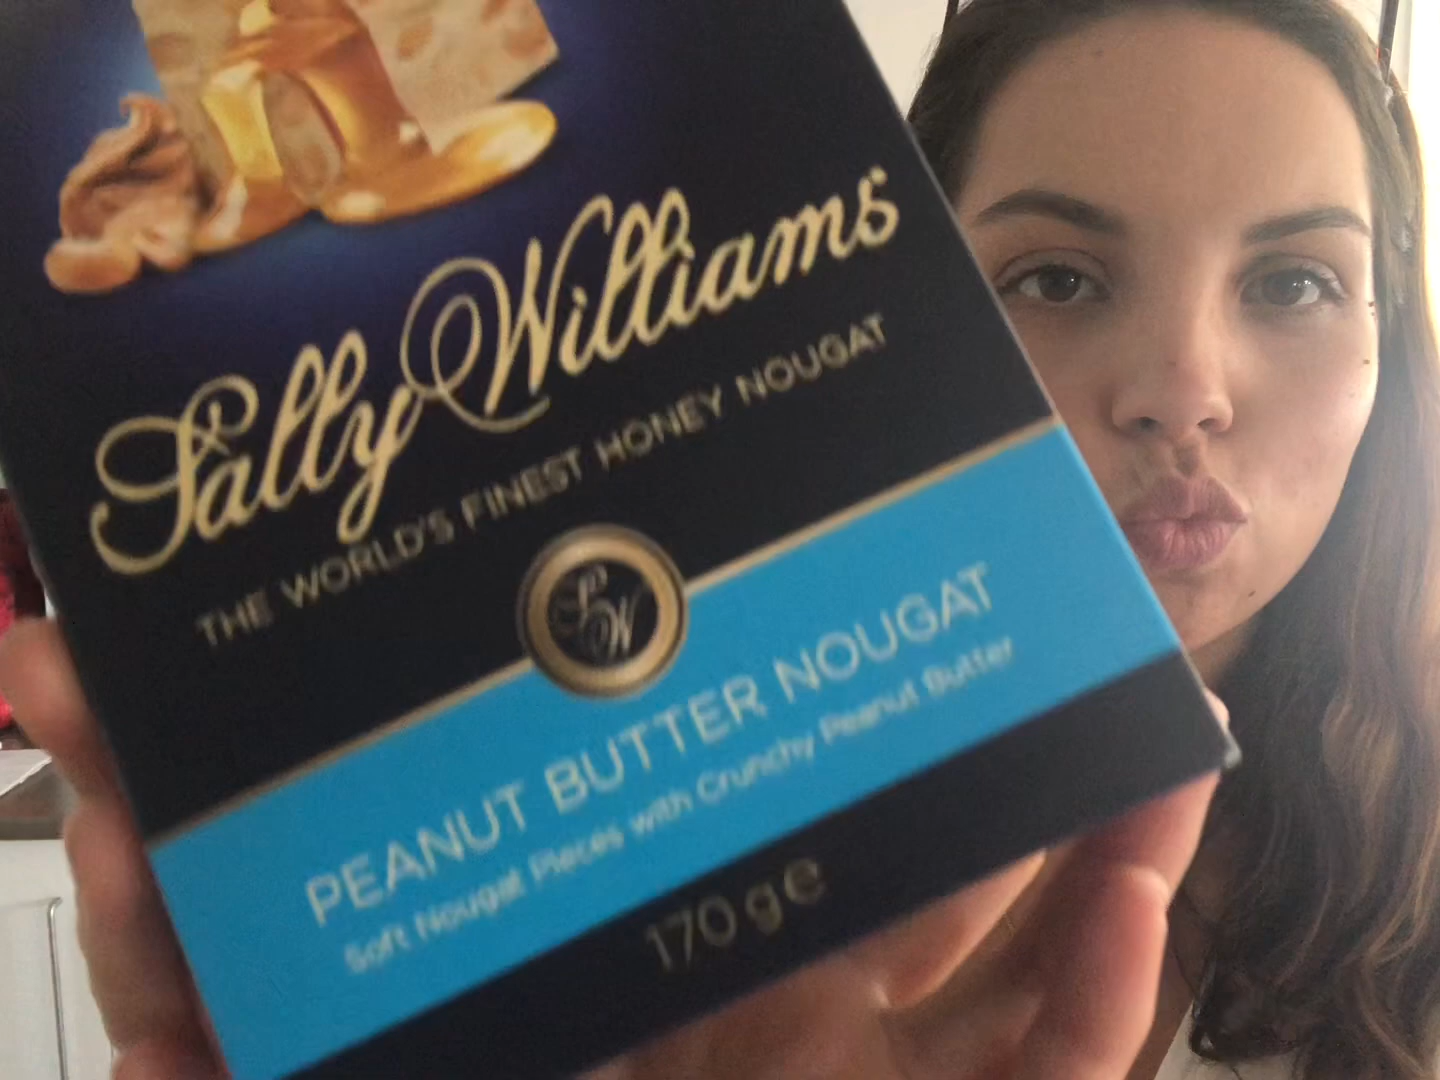 Sally Williams
THE WORLD'S FINEST HONEY NOUGAT
SW
PEANUT BUTTER NOUGAT
Soft Nougat Pieces with Crunchy Peanut Butter
170 g e